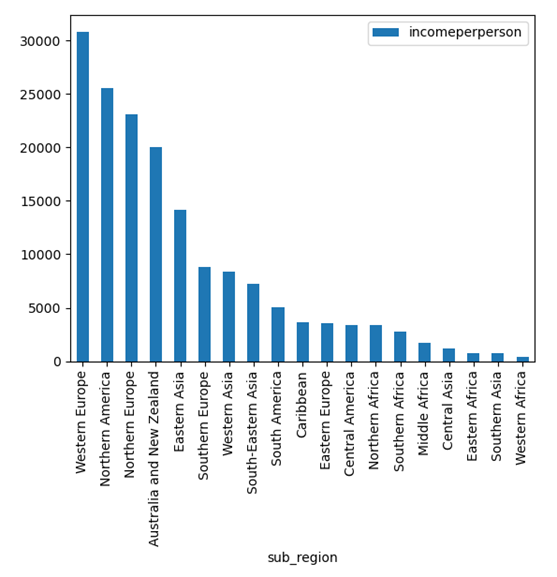 incomeperperson
30000
25000
20000
15000
10000
5000
0
Western Europe
Northern America
Northern Europe
Australia and New Zealand
Eastern Asia
Southern Europe
Western Asia
South-Eastern Asia
South America
Caribbean
Eastern Europe
Central America
Northern Africa
Southern Africa
Middle Africa
Central Asia
Eastern Africa
Southern Asia
Western Africa
sub_region